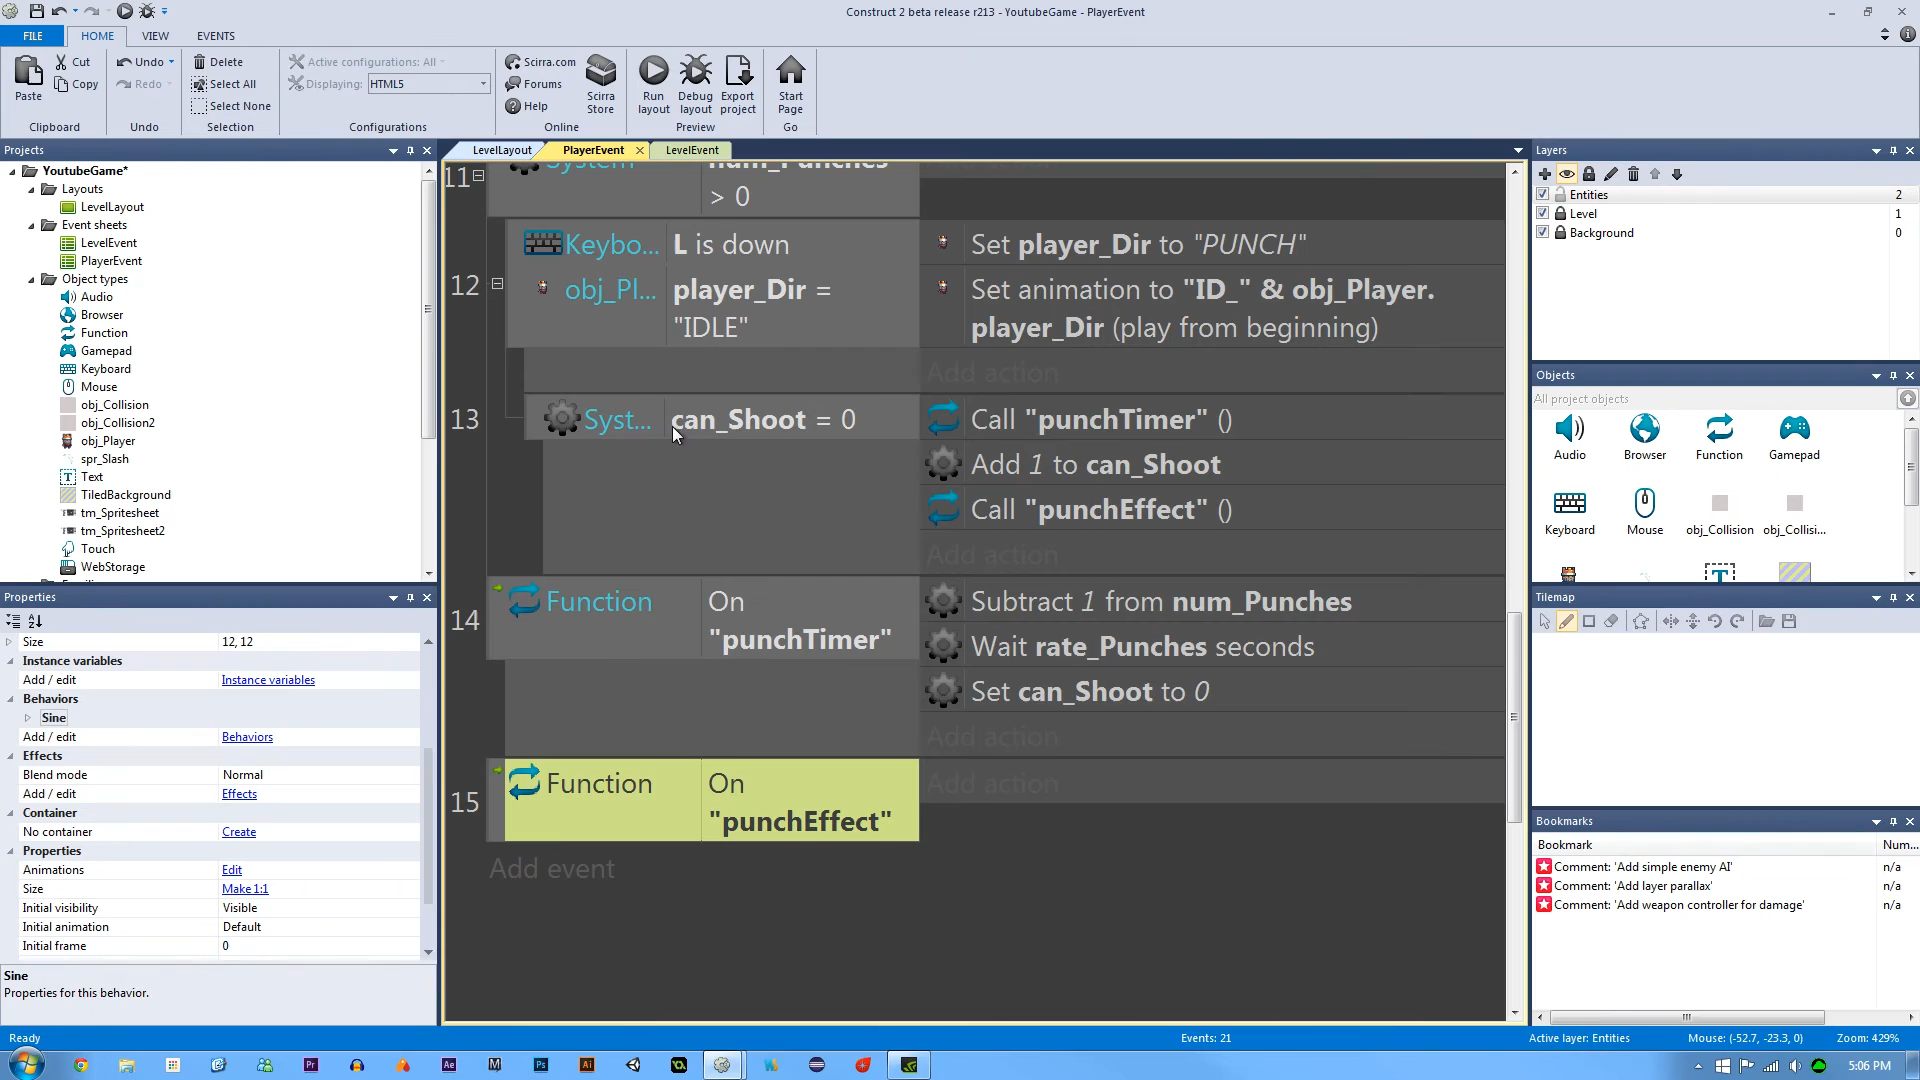 Construct 2 beta release r213 - YoutubeGame - PlayerEvent
FILE HOME VIEW EVENTS
Paste Cut Copy
Clipboard
Undo Redo
Undo
Delete
Select All
Select None
Selection
Active configurations: All
Displaying: HTML5
Configurations
Scirra.com
Forums
Help
Scirra Store
Online
Run layout
Debug layout
Export project
Preview
Start Page
Go
Projects
YoutubeGame*
Layouts
LevelLayout
Event sheets
LevelEvent
PlayerEvent
Object types
Audio
Browser
Function
Gamepad
Keyboard
Mouse
obj_Collision
obj_Collision2
obj_Player
spr_Slash
Text
TiledBackground
tm_Spritesheet
tm_Spritesheet2
Touch
WebStorage
Properties
Size 12, 12
Instance variables
Add / edit Instance variables
Behaviors
Sine
Add / edit Behaviors
Effects
Blend mode Normal
Add / edit Effects
Container
No container Create
Properties
Animations Edit
Size Make 1:1
Initial visibility Visible
Initial animation Default
Initial frame 0
Sine
Properties for this behavior.
LevelLayout PlayerEvent LevelEvent
11 System num_Punches
> 0
12 Keybo... L is down
obj_Pl... player_Dir =
"IDLE"
Set player_Dir to "PUNCH"
Set animation to "ID_" & obj_Player.
player_Dir (play from beginning)
Add action
13 Syst... can_Shoot = 0
Call "punchTimer" ()
Add 1 to can_Shoot
Call "punchEffect" ()
Add action
14 Function On
"punchTimer"
Subtract 1 from num_Punches
Wait rate_Punches seconds
Set can_Shoot to 0
Add action
15 Function On
"punchEffect"
Add action
Add event
Layers
Entities 2
Level 1
Background 0
Objects
All project objects
Audio Browser Function Gamepad
Keyboard Mouse obj_Collision obj_Collisi...
Tilemap
Bookmarks
Bookmark Num...
Comment: 'Add simple enemy AI' n/a
Comment: 'Add layer parallax' n/a
Comment: 'Add weapon controller for damage' n/a
Ready Events: 21 Active layer: Entities Mouse: (-52.7, -23.3, 0) Zoom: 429%
5:06 PM